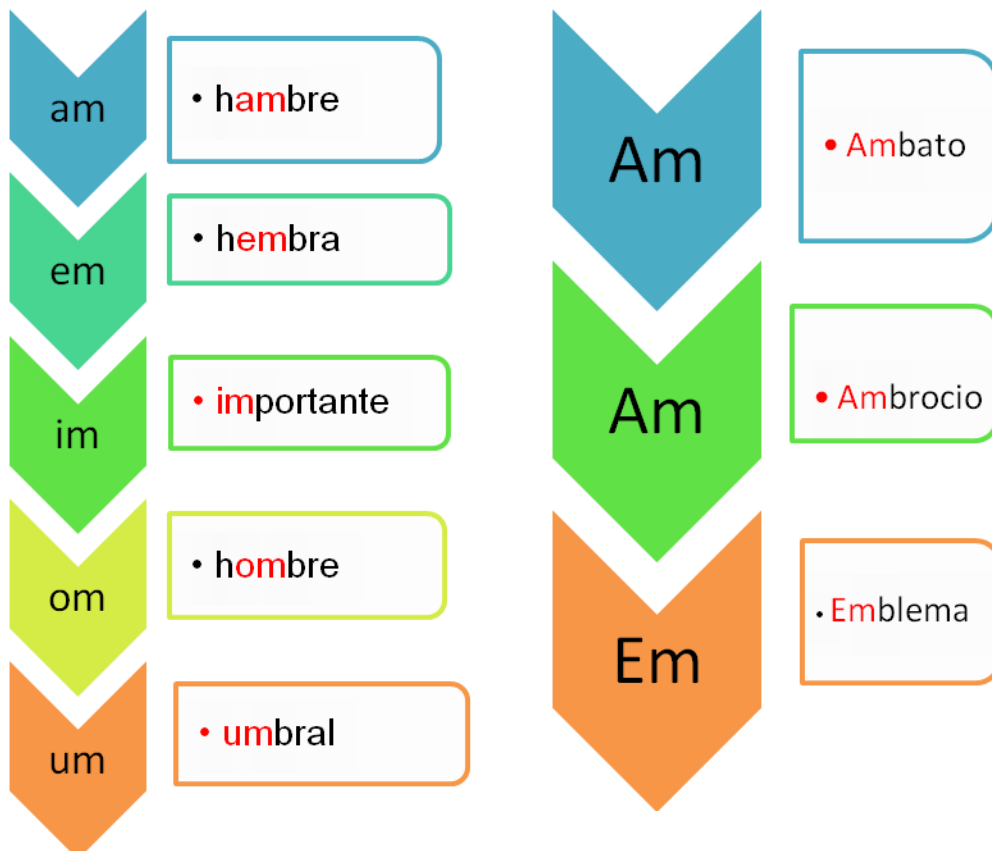 am
• hambre
em
• hembra
im
• importante
om
• hombre
um
• umbral
Am
• Ambato
Am
• Ambrocio
Em
• Emblema